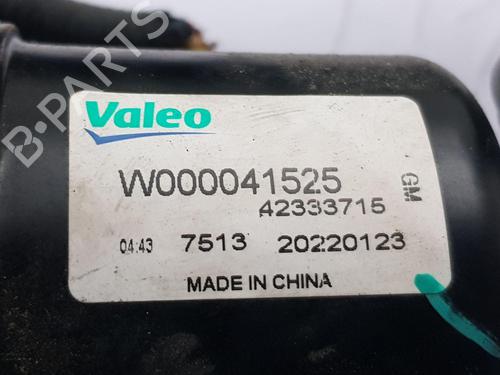 B-PARTS
Valeo
W000041525
42333715
GM
04:43 7513 20220123
MADE IN CHINA